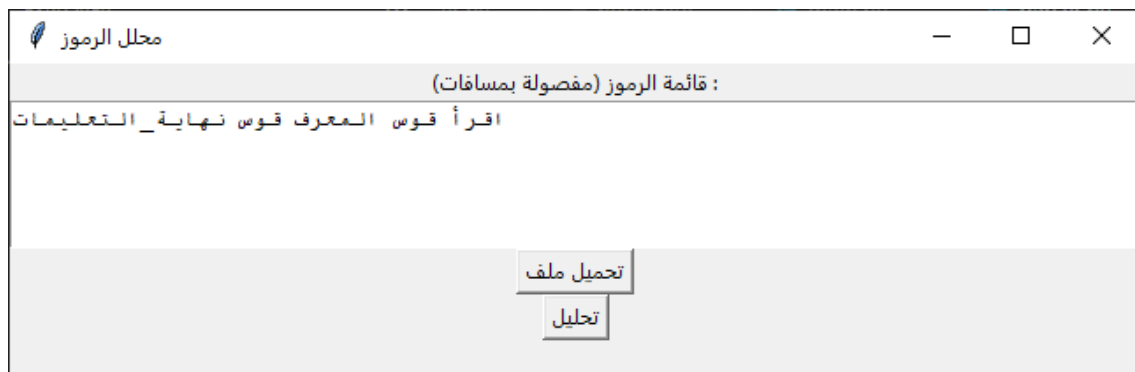 محلل الرموز
قائمة الرموز (مفصولة بمسافات) :
اقرأ قوس المعرف قوس نهاية_التعليمات
تحميل ملف
تحليل